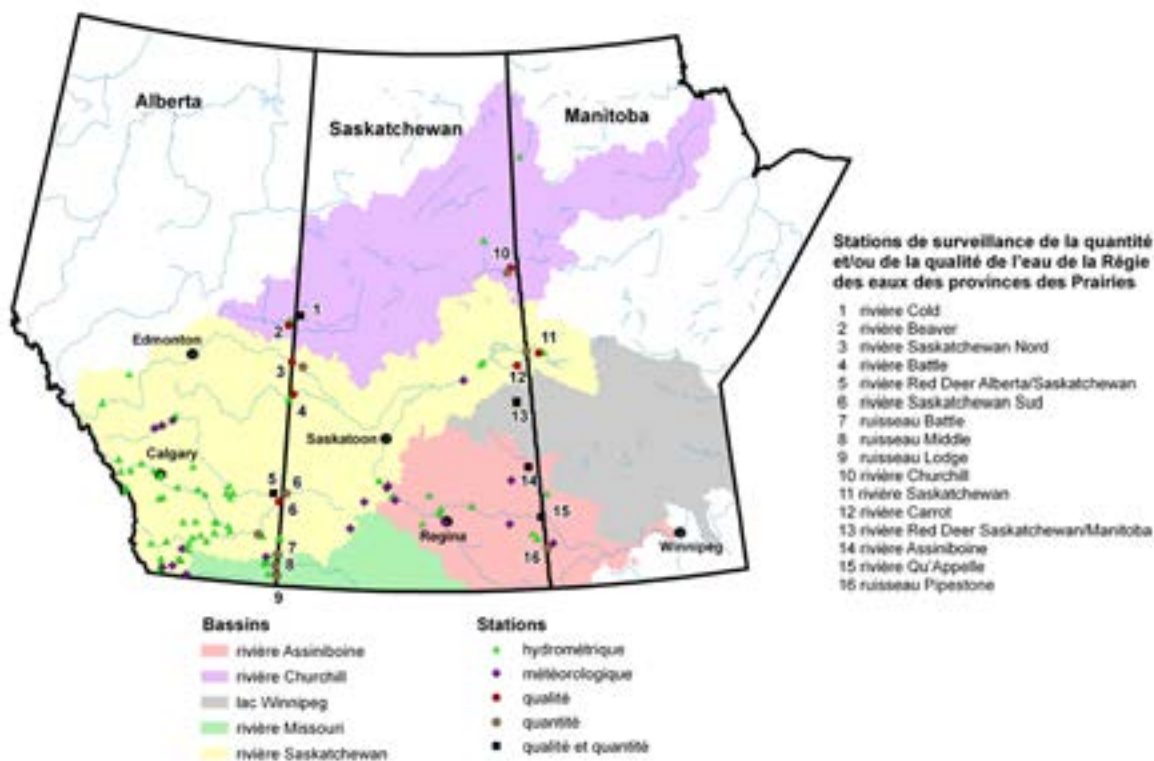 Alberta
Saskatchewan
Manitoba
10
1
2
Edmonton
3
11
12
4
13
Saskatoon
Calgary
5
6
14
6
15
Regina
Winnipeg
7
16
8
9
Stations de surveillance de la quantité
et/ou de la qualité de l'eau de la Régie
des eaux des provinces des Prairies
1 rivière Cold
2 rivière Beaver
3 rivière Saskatchewan Nord
4 rivière Battle
5 rivière Red Deer Alberta/Saskatchewan
6 rivière Saskatchewan Sud
7 ruisseau Battle
8 ruisseau Middle
9 ruisseau Lodge
10 rivière Churchill
11 rivière Saskatchewan
12 rivière Carrot
13 rivière Red Deer Saskatchewan/Manitoba
14 rivière Assiniboine
15 rivière Qu'Appelle
16 ruisseau Pipestone
Bassins
rivière Assiniboine
rivière Churchill
lac Winnipeg
rivière Missouri
rivière Saskatchewan
Stations
hydrométrique
météorologique
qualité
quantité
qualité et quantité